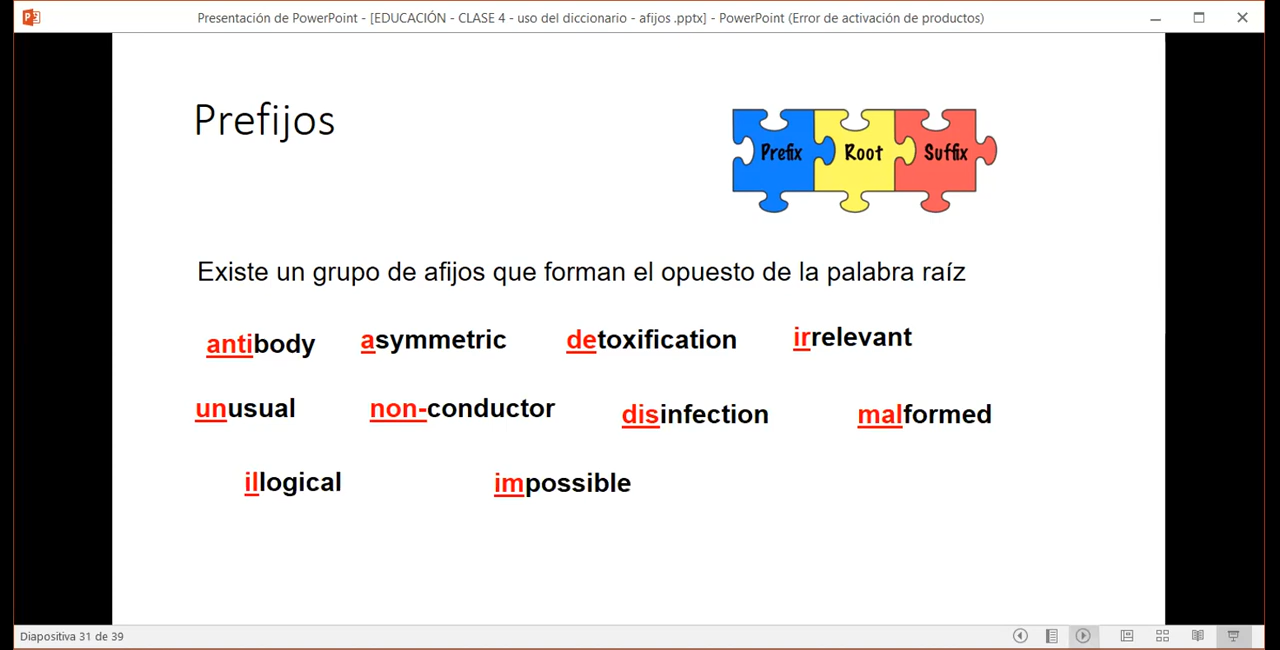 Presentación de PowerPoint - [EDUCACIÓN - CLASE 4 - uso del diccionario - afijos .pptx] - PowerPoint (Error de activación de productos)
Prefijos
Prefix Root Suffix
Existe un grupo de afijos que forman el opuesto de la palabra raíz
antibody asymmetric detoxification irrelevant
unusual non-conductor disinfection malformed
illogical impossible
Diapositiva 31 de 39